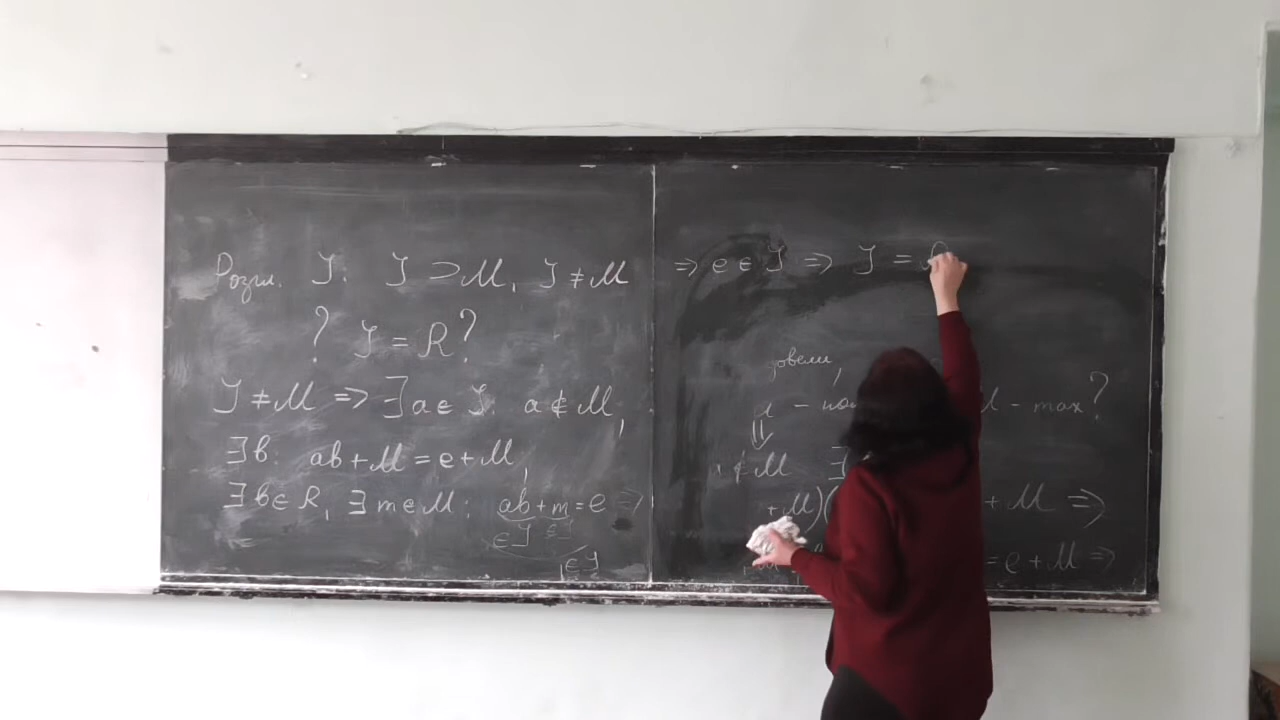 Розгл. J: J ⊃ M, J ≠ M
? J = R?
J ≠ M => ∃ a ∈ J: a ∉ M,
∃ b: ab + M = e + M,
∃ b ∈ R, ∃ m ∈ M: ab + m = e =>
∈ J ∈ J
∈ J
=> e ∈ J => J =
довели,
- max?
∉ M ∃
+ M)( + M =>
= e + M =>